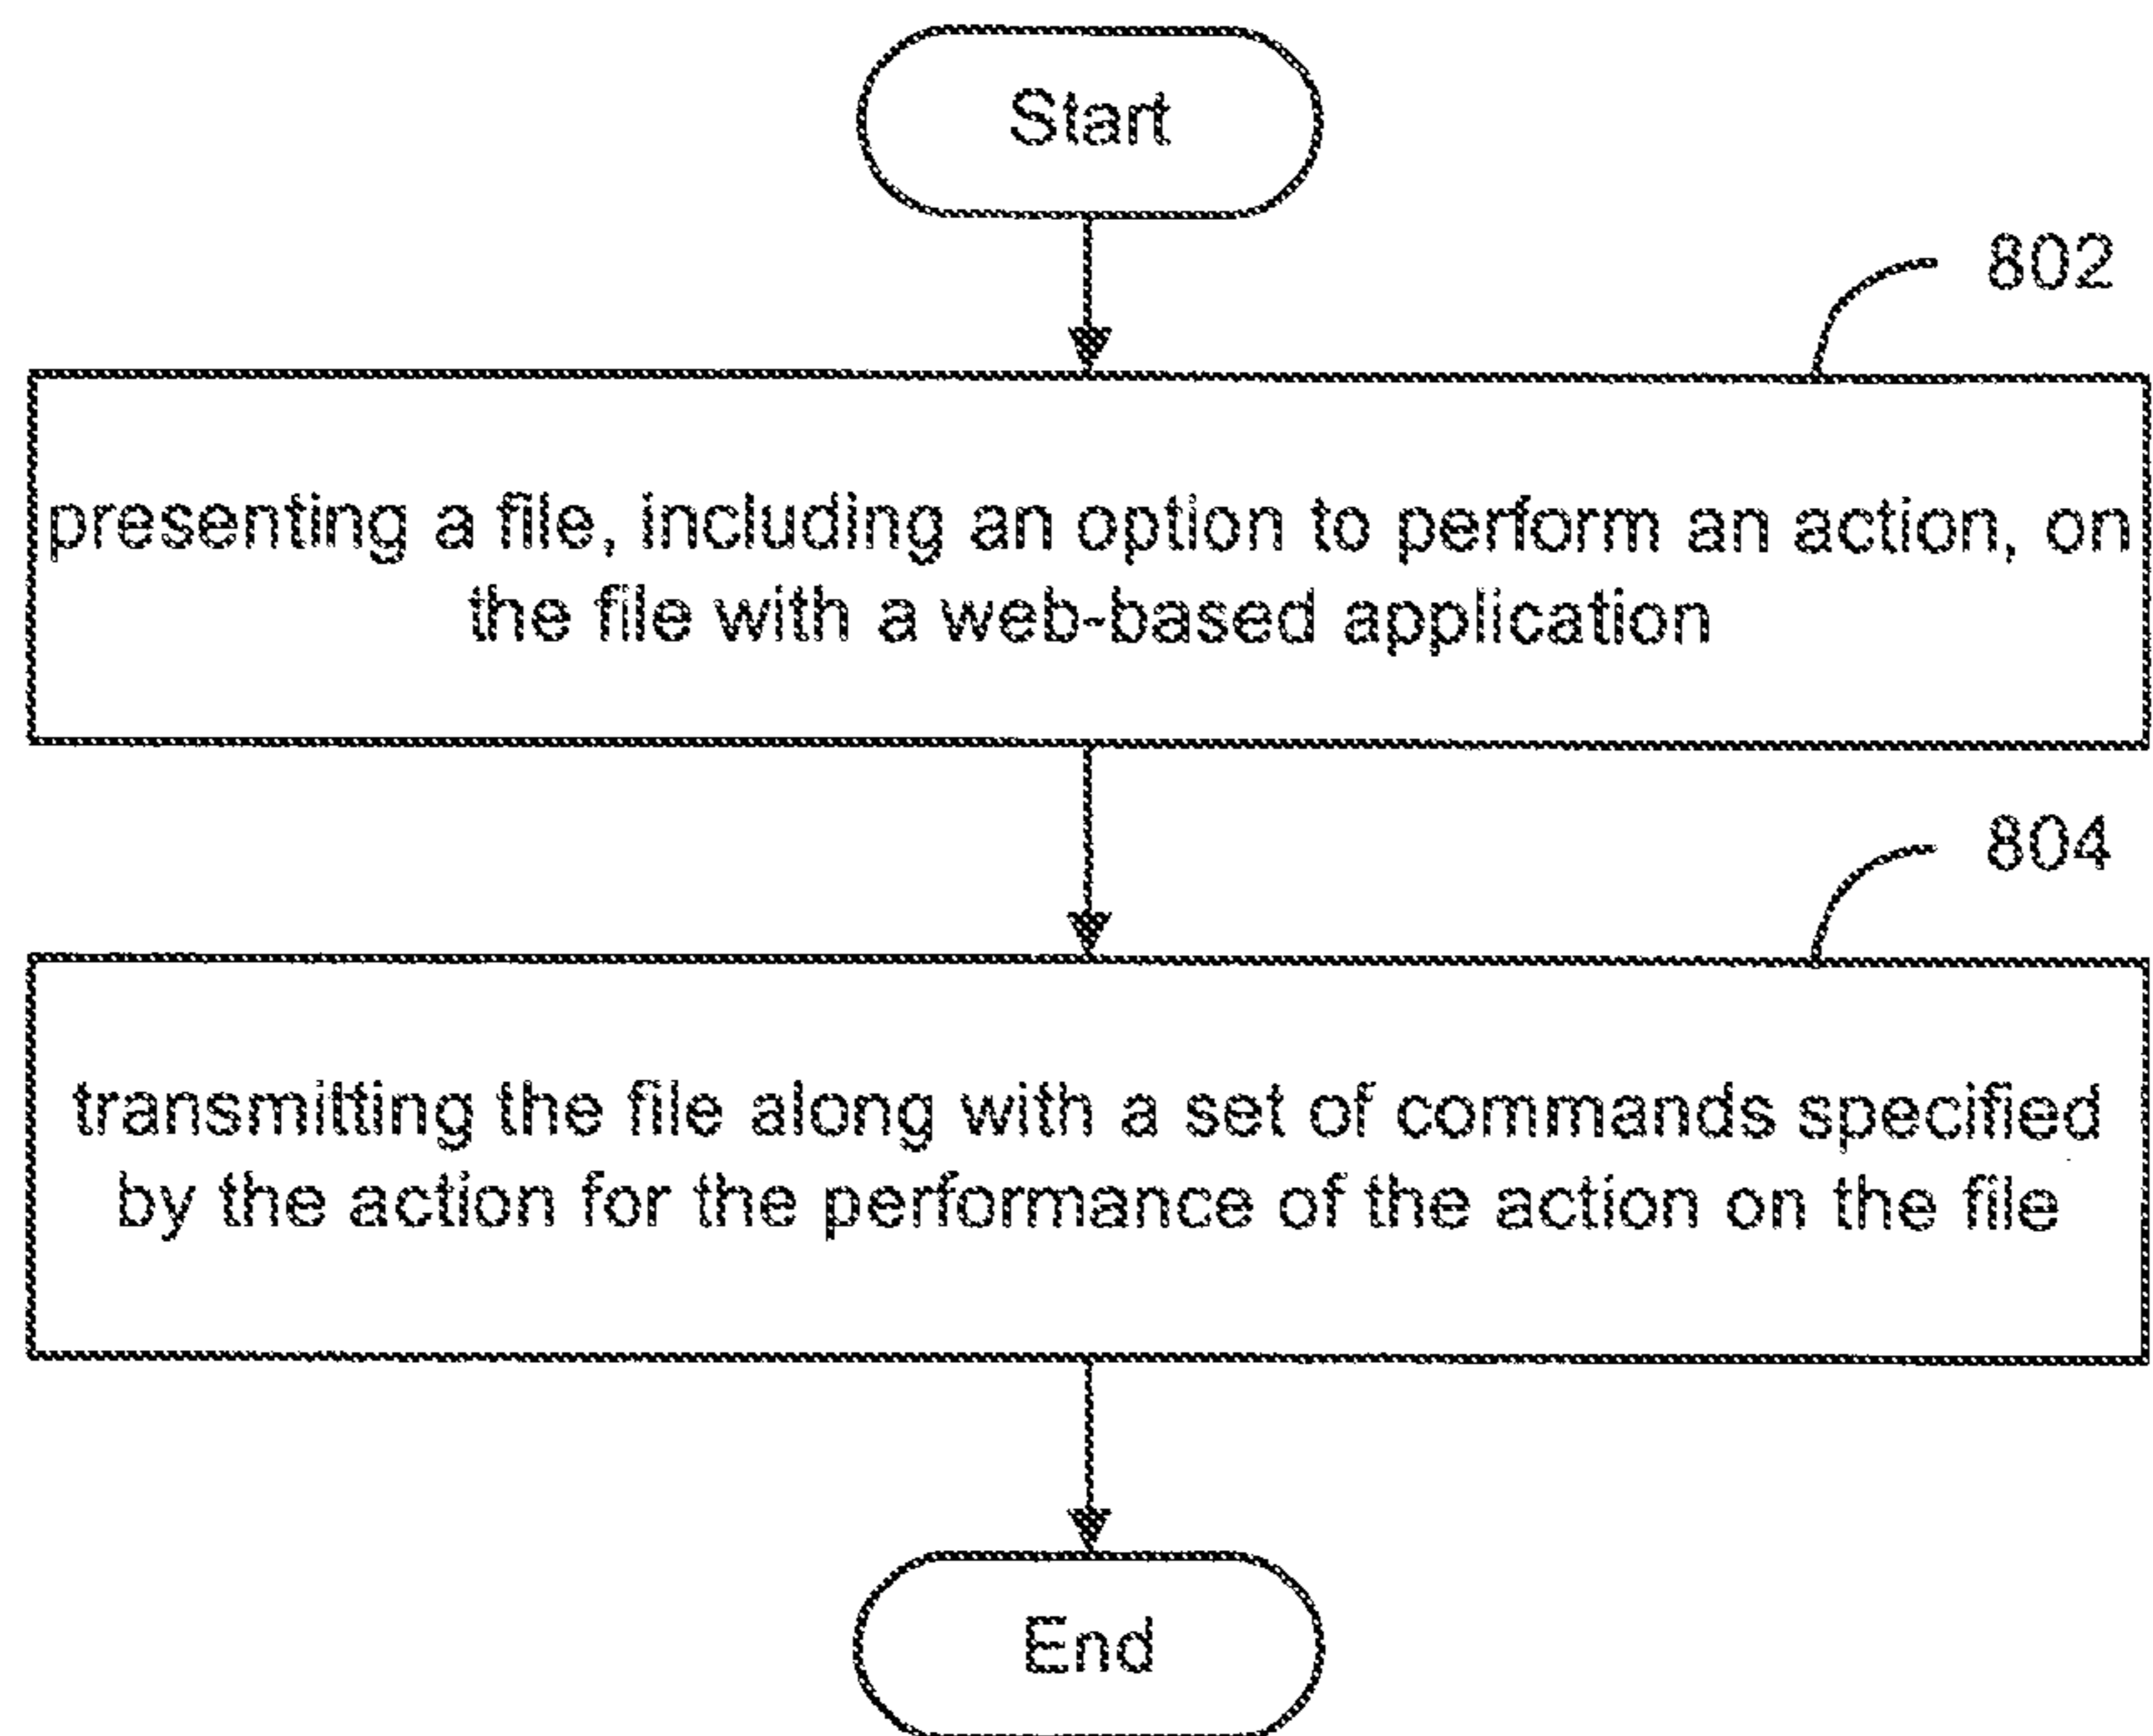 Start
802
presenting a file, including an option to perform an action, on
the file with a web-based application
804
transmitting the file along with a set of commands specified
by the action for the performance of the action on the file
End